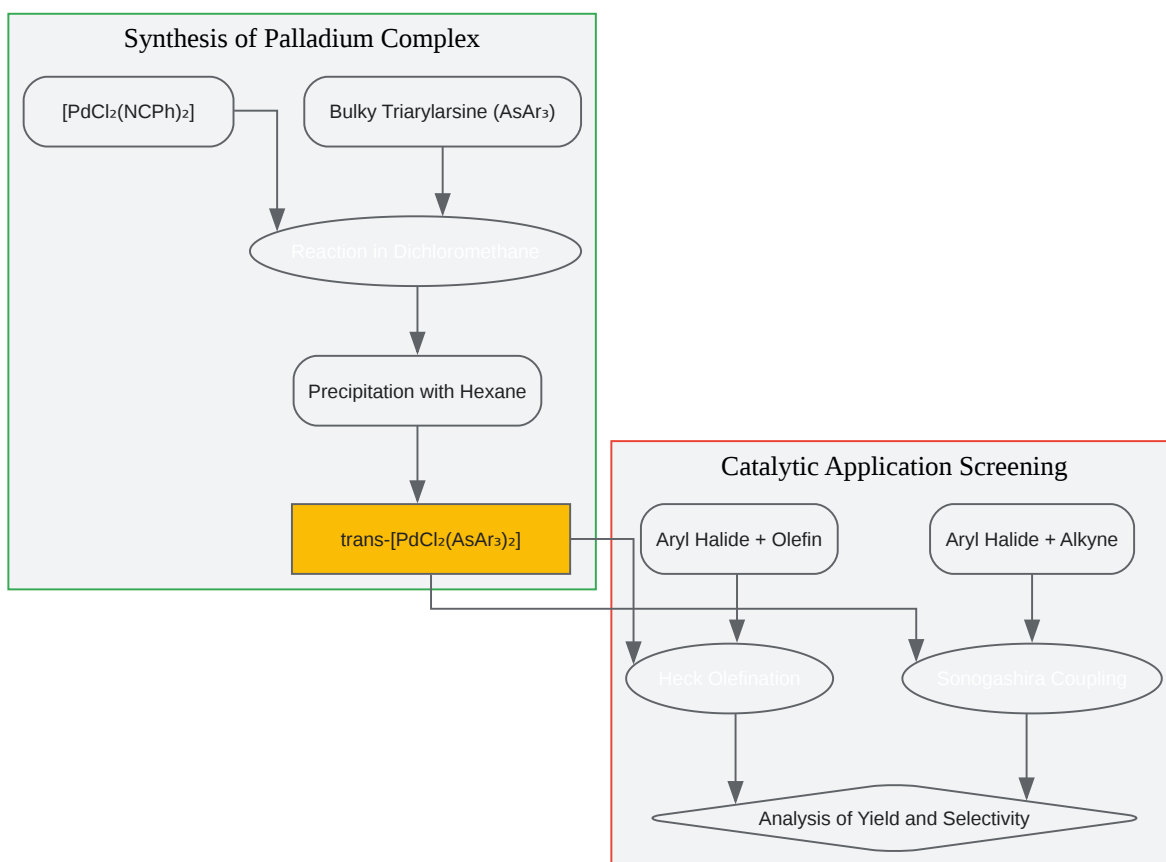 Synthesis of Palladium Complex
[PdCl₂(NCPh)₂]
Bulky Triarylarsine (AsAr₃)
Reaction in Dichloromethane
Precipitation with Hexane
trans-[PdCl₂(AsAr₃)₂]
Catalytic Application Screening
Aryl Halide + Olefin
Aryl Halide + Alkyne
Heck Olefination
Sonogashira Coupling
Analysis of Yield and Selectivity